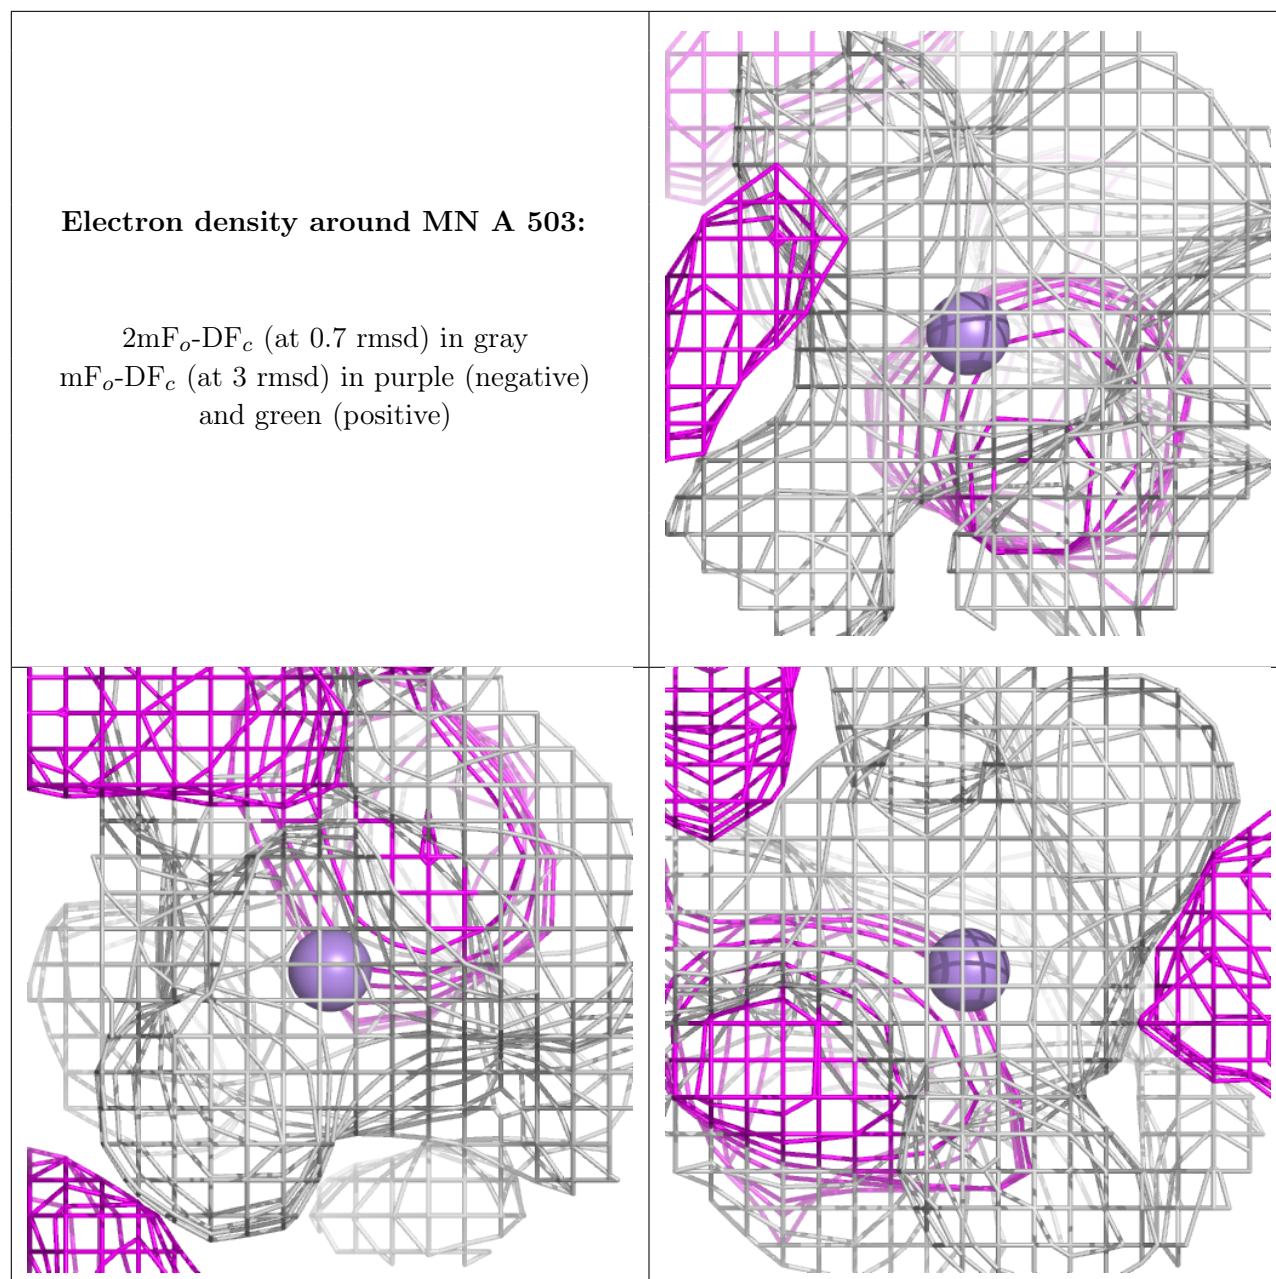 Electron density around MN A 503:
2mFo-DFc (at 0.7 rmsd) in gray
mFo-DFc (at 3 rmsd) in purple (negative)
and green (positive)